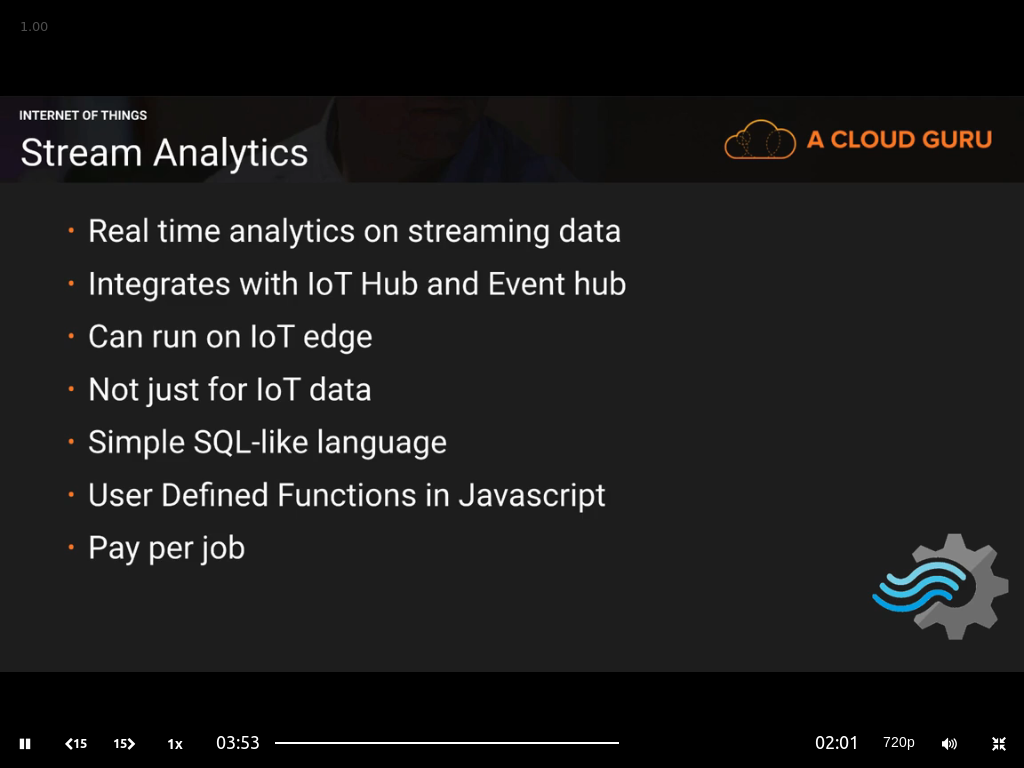 1.00
INTERNET OF THINGS
Stream Analytics
A CLOUD GURU
• Real time analytics on streaming data
• Integrates with IoT Hub and Event hub
• Can run on IoT edge
• Not just for IoT data
• Simple SQL-like language
• User Defined Functions in Javascript
• Pay per job
15 15 1x 03:53 02:01 720p